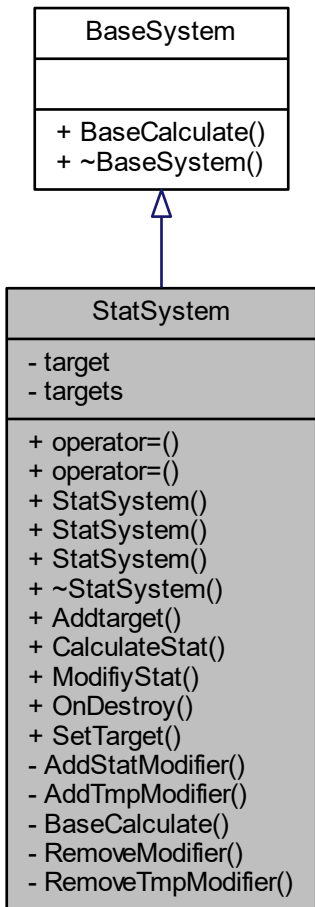 BaseSystem
+ BaseCalculate()
+ ~BaseSystem()
StatSystem
- target
- targets
+ operator=()
+ operator=()
+ StatSystem()
+ StatSystem()
+ StatSystem()
+ ~StatSystem()
+ Addtarget()
+ CalculateStat()
+ ModifiyStat()
+ OnDestroy()
+ SetTarget()
- AddStatModifier()
- AddTmpModifier()
- BaseCalculate()
- RemoveModifier()
- RemoveTmpModifier()